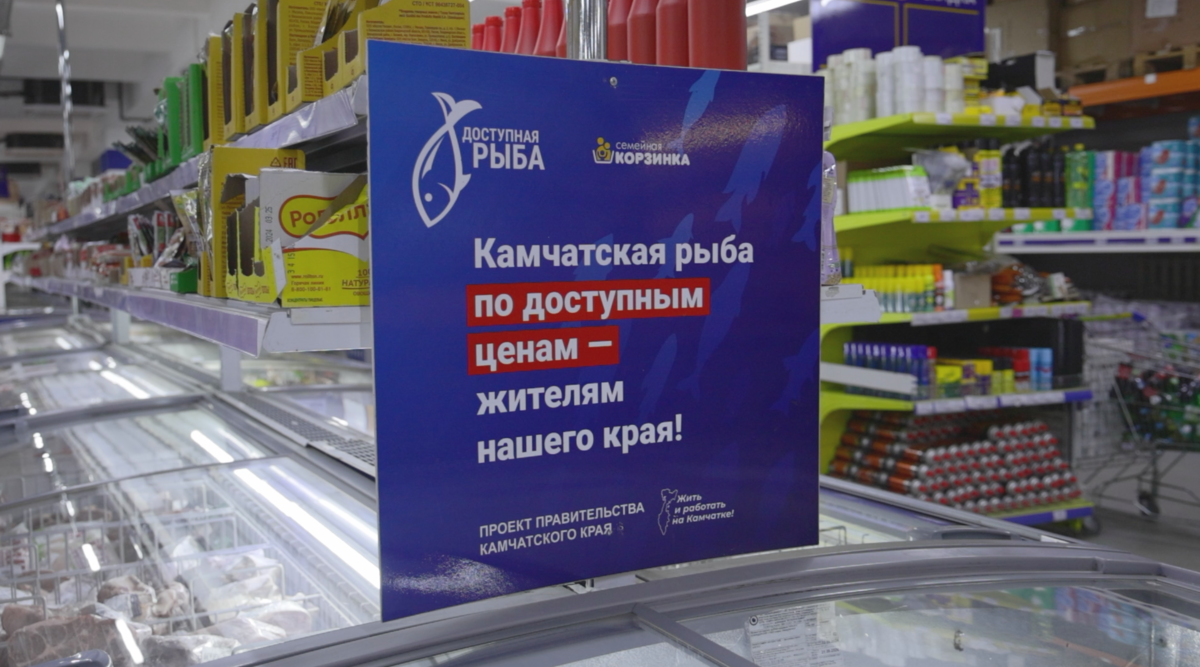 ДОСТУПНАЯ
РЫБА
СЕМЕЙНАЯ
КОРЗИНКА
Камчатская рыба
по доступным
ценам —
жителям
нашего края!
ПРОЕКТ ПРАВИТЕЛЬСТВА
КАМЧАТСКОГО КРАЯ
Жить
и работать
на Камчатке!